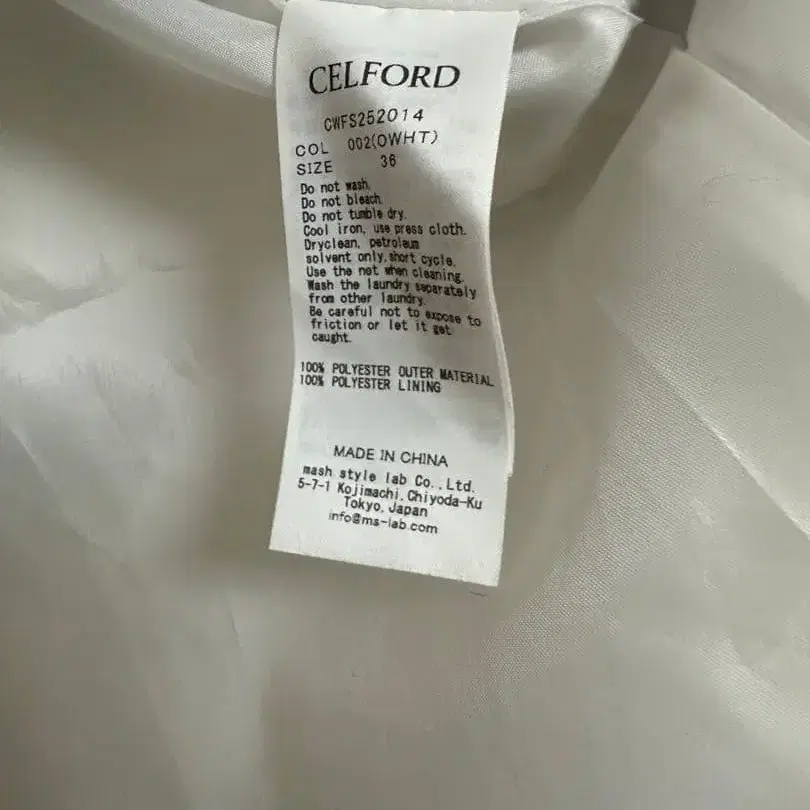 CELFORD
CWFS252014
COL 002(OWHT)
SIZE 36
Do not wash.
Do not bleach.
Do not tumble dry.
Cool iron, use press cloth.
Dryclean, petroleum
solvent only, short cycle.
Use the net when cleaning.
Wash the laundry separately
from other laundry.
Be careful not to expose to
friction or let it get
caught.
100% POLYESTER OUTER MATERIAL
100% POLYESTER LINING
MADE IN CHINA
mash style lab Co.,Ltd.
5-7-1 Kojimachi,Chiyoda-Ku
Tokyo,Japan
info@ms-lab.com